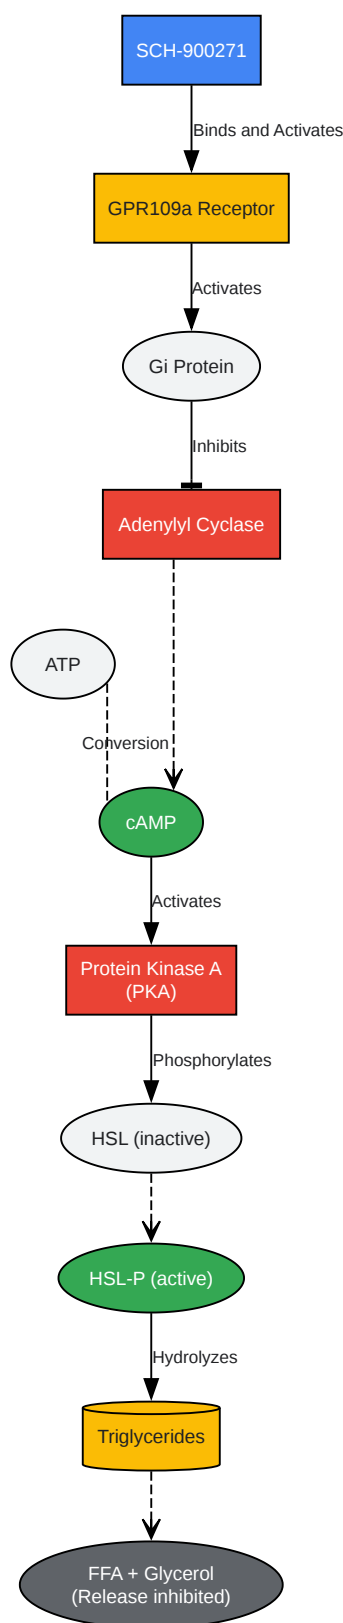 SCH-900271
Binds and Activates
GPR109a Receptor
Activates
Gi Protein
Inhibits
Adenylyl Cyclase
ATP
Conversion
cAMP
Activates
Protein Kinase A
(PKA)
Phosphorylates
HSL (inactive)
HSL-P (active)
Hydrolyzes
Triglycerides
FFA + Glycerol
(Release inhibited)